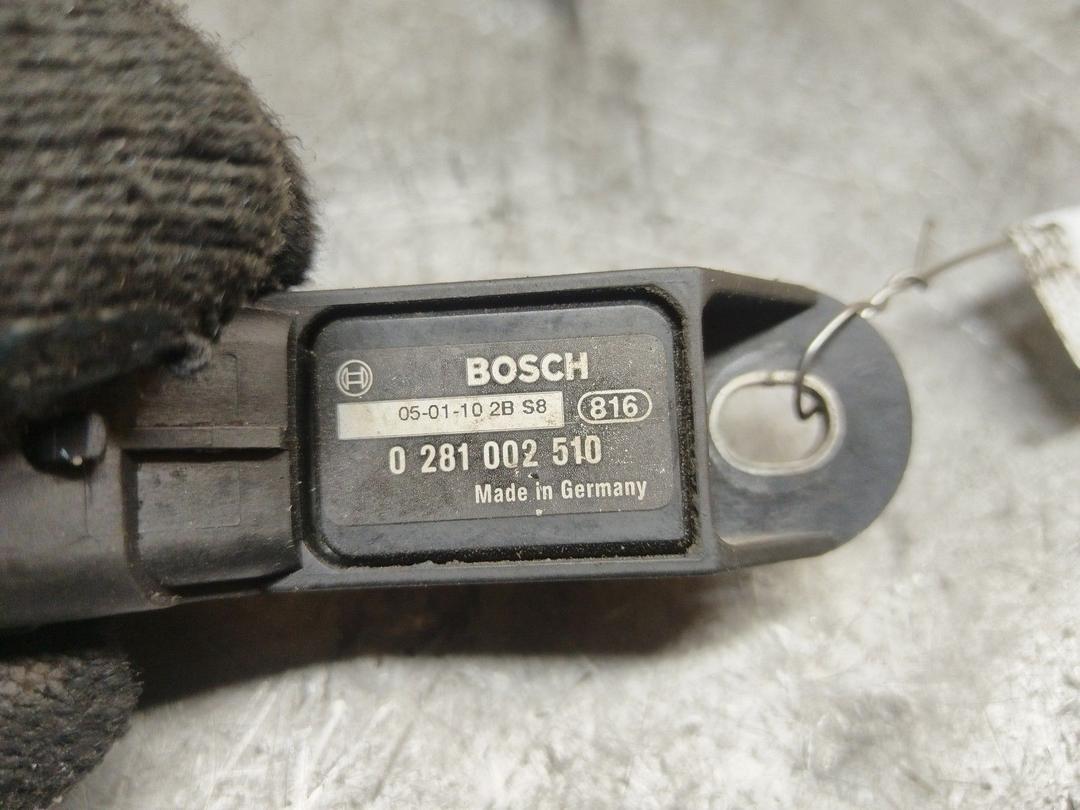 BOSCH
05-01-10 2B S8 816
0 281 002 510
Made in Germany